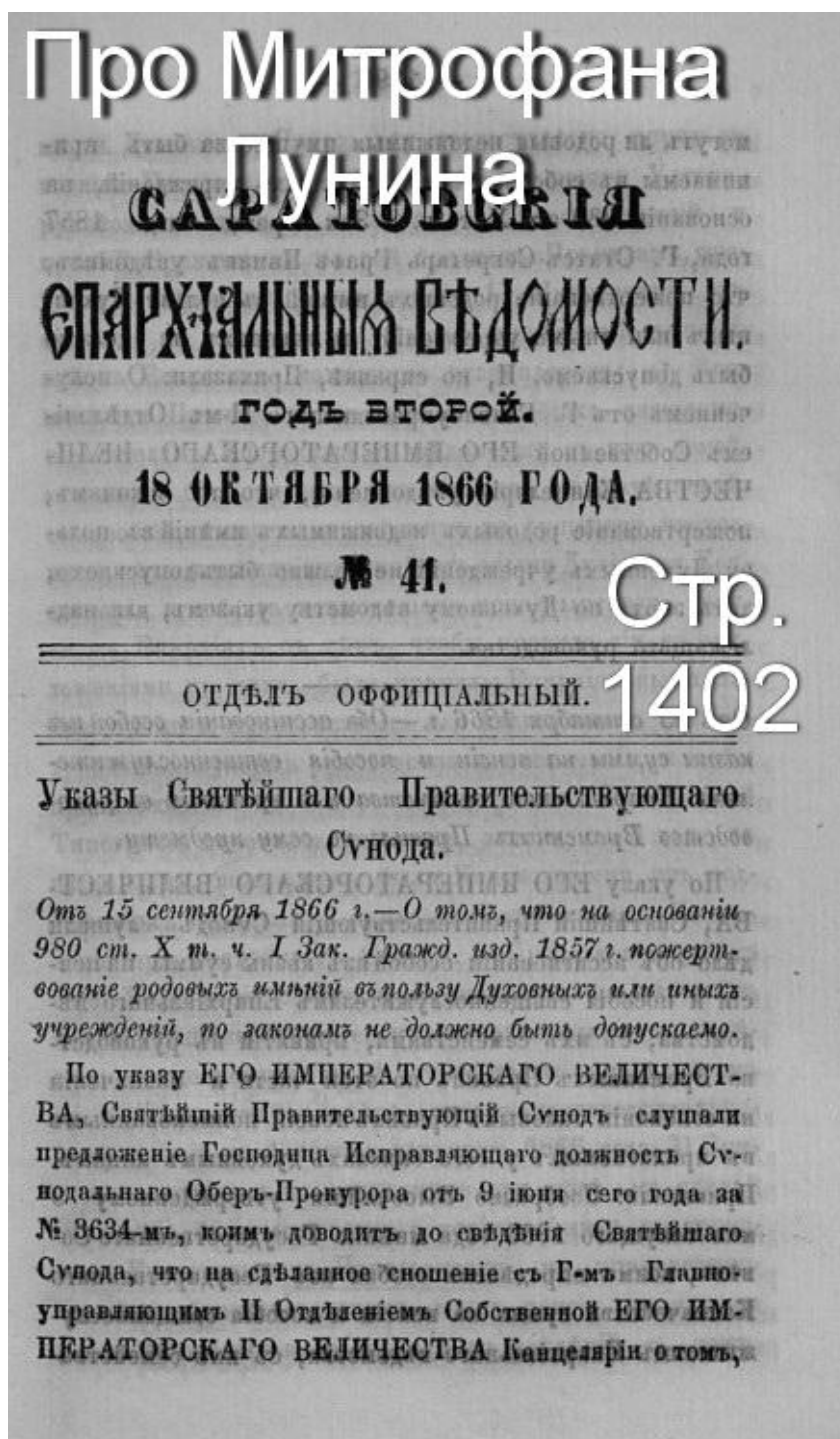 Про Митрофана
Лунина
САРАТОВСКІЯ
ЕПАРХІАЛЬНЫЯ ВѢДОМОСТИ.
ГОДЪ ВТОРОЙ.
18 ОКТЯБРЯ 1866 ГОДА.
№ 41.
Стр.
1402
ОТДѢЛЪ ОФФИЦІАЛЬНЫЙ.
Указы Святѣйшаго Правительствующаго
Сѵнода.
Отъ 15 сентября 1866 г.—О томъ, что на основаніи
980 ст. X т. ч. I Зак. Гражд. изд. 1857 г. пожерт-
вованіе родовыхъ имѣній въ пользу Духовныхъ или иныхъ
учрежденій, по законамъ не должно быть допускаемо.
По указу ЕГО ИМПЕРАТОРСКАГО ВЕЛИЧЕСТ-
ВА, Святѣйшій Правительствующій Сѵнодъ слушали
предложеніе Господина Исправляющаго должность Сѵ-
нодальнаго Оберъ-Прокурора отъ 9 іюня сего года за
№ 3634-мъ, коимъ доводитъ до свѣдѣнія Святѣйшаго
Сѵнода, что на сдѣланное сношеніе съ Г-мъ Главно-
управляющимъ II Отдѣленіемъ Собственной ЕГО ИМ-
ПЕРАТОРСКАГО ВЕЛИЧЕСТВА Канцеляріи о томъ,